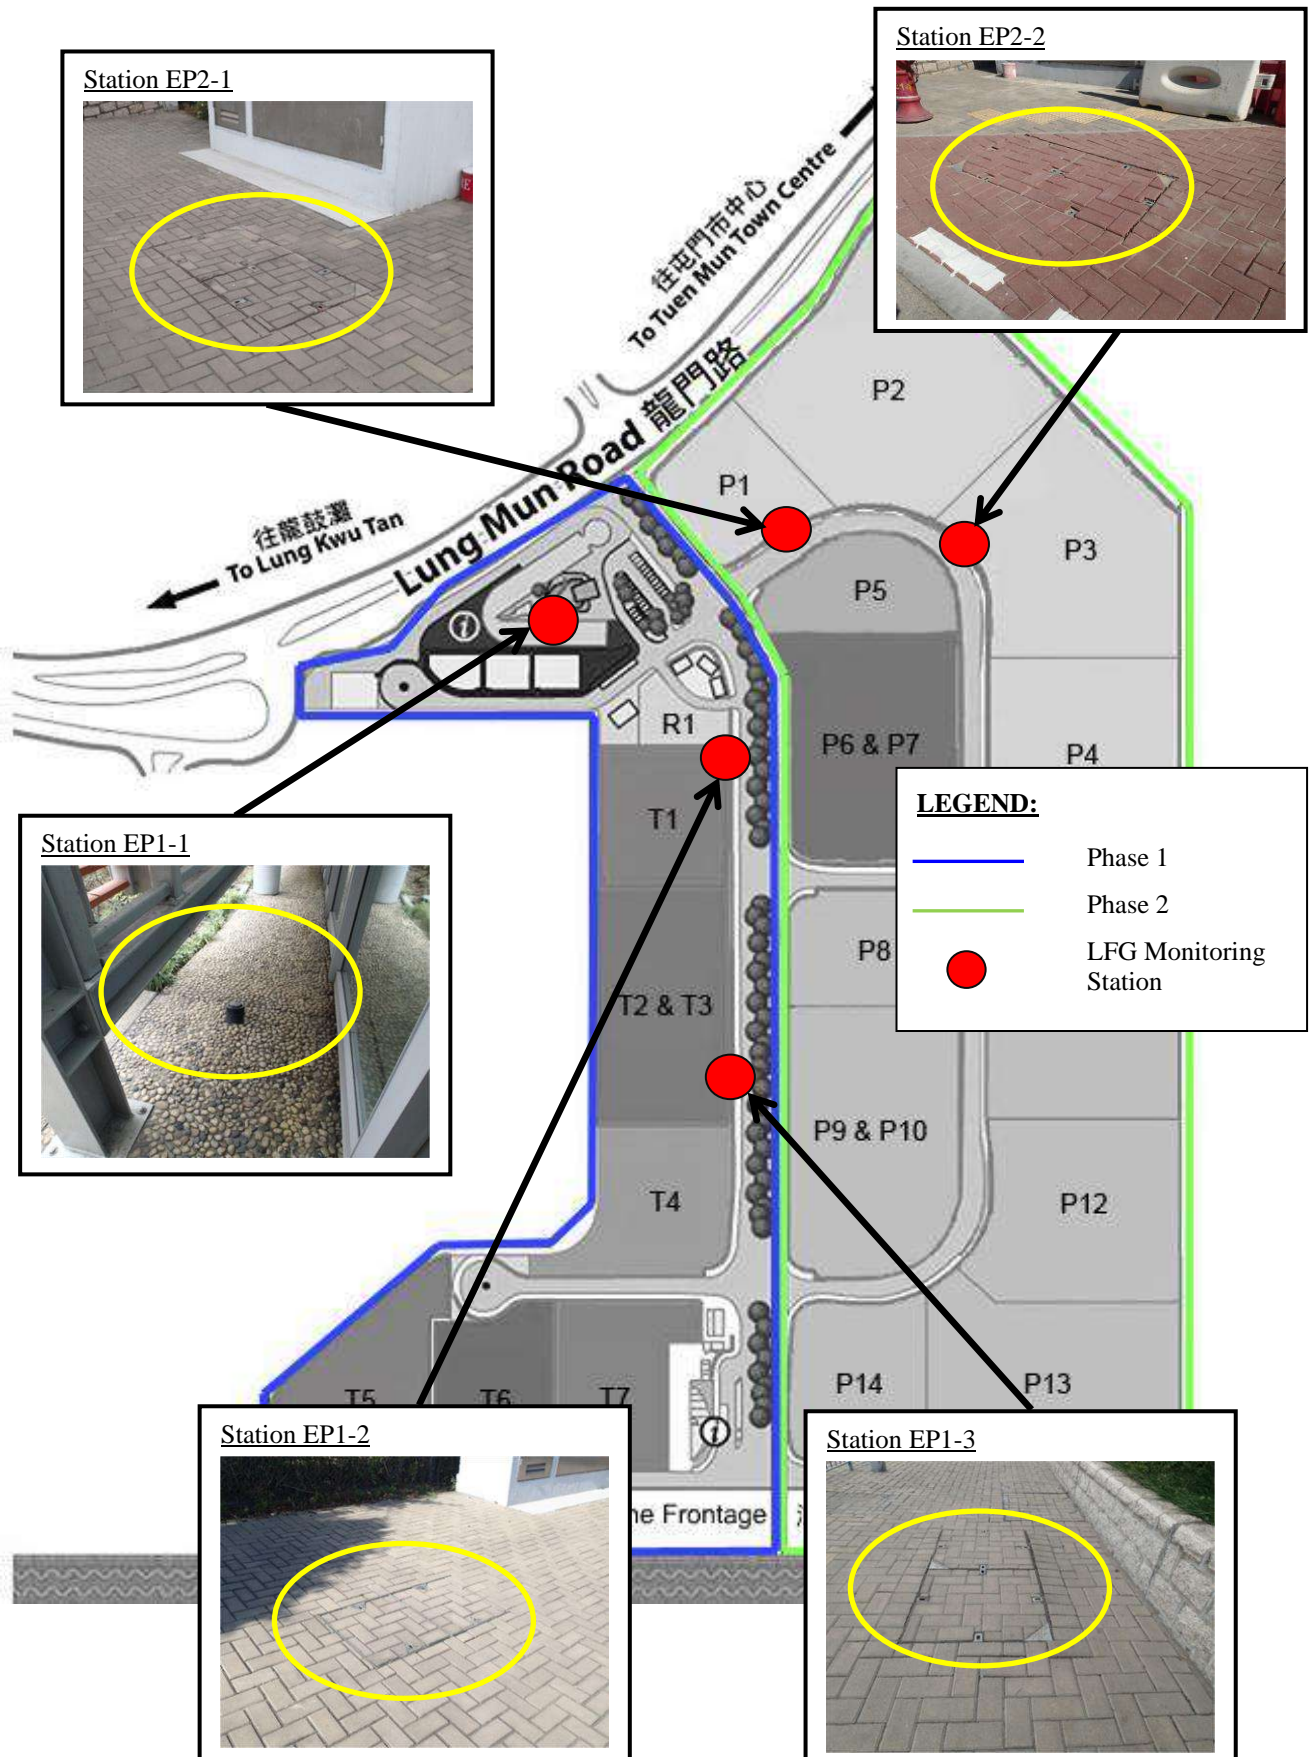 Station EP2-1
Station EP2-2
往屯門市中心
To Tuen Mun Town Centre
往龍鼓灘
To Lung Kwu Tan
Lung Mun Road 龍門路
P2
P1
P3
P5
R1
P6 & P7
P4
T1
LEGEND:
Phase 1
Phase 2
LFG Monitoring
Station
Station EP1-1
P8
T2 & T3
P9 & P10
T4
P12
T5
T6
T7
P14
P13
Station EP1-2
Station EP1-3
ne Frontage